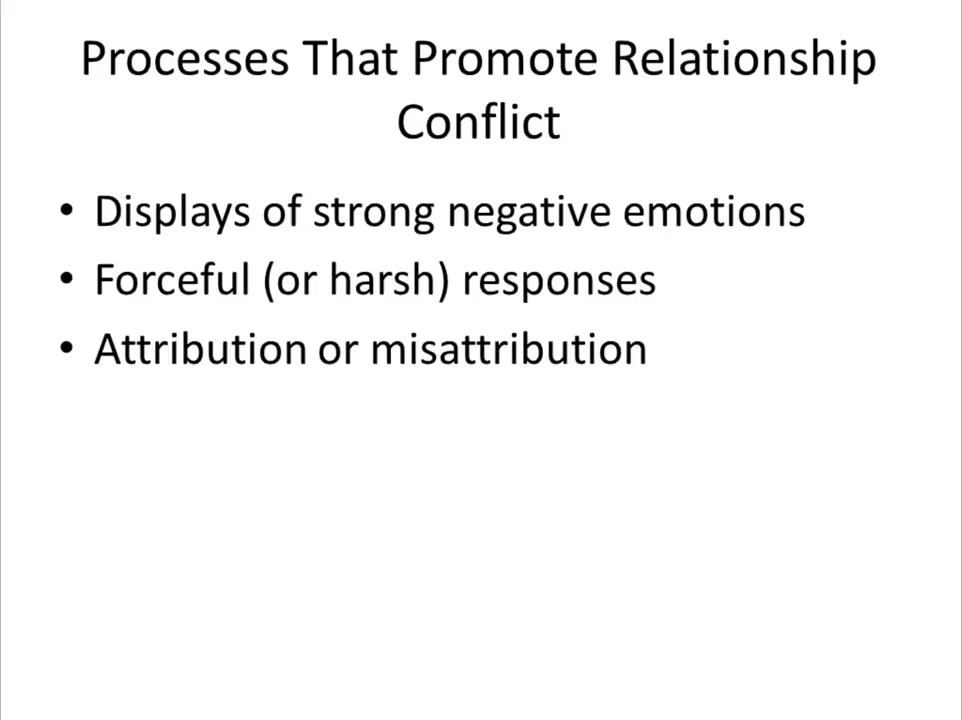 Processes That Promote Relationship
Conflict
• Displays of strong negative emotions
• Forceful (or harsh) responses
• Attribution or misattribution